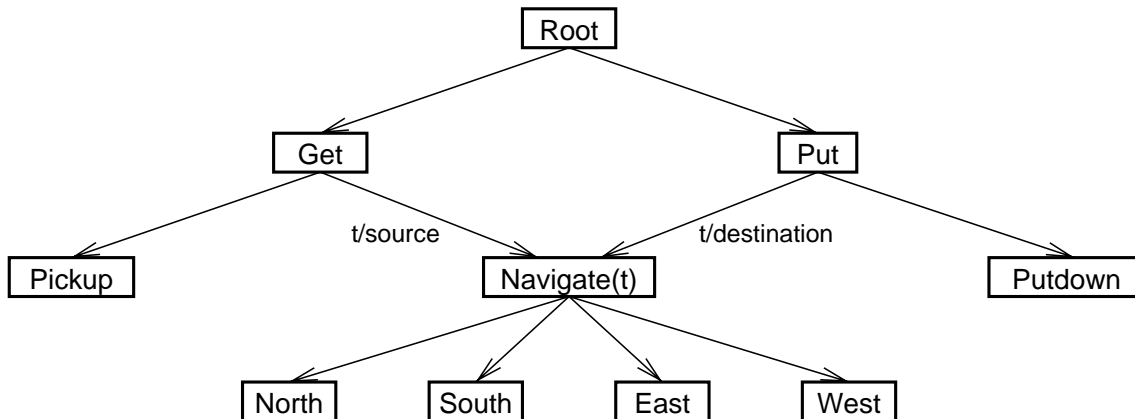 Root
Get
Put
t/source
t/destination
Pickup
Navigate(t)
Putdown
North
South
East
West